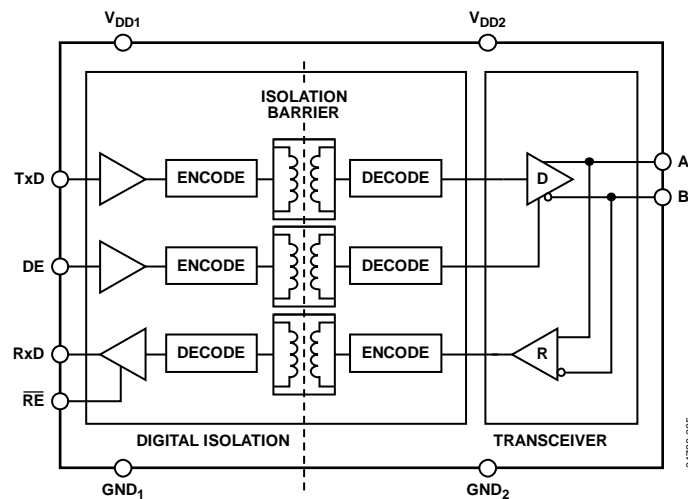 VDD1 VDD2
ISOLATION
BARRIER
TxD ENCODE DECODE D A
B
DE ENCODE DECODE
RxD DECODE ENCODE R
RE
DIGITAL ISOLATION TRANSCEIVER
GND1 GND2